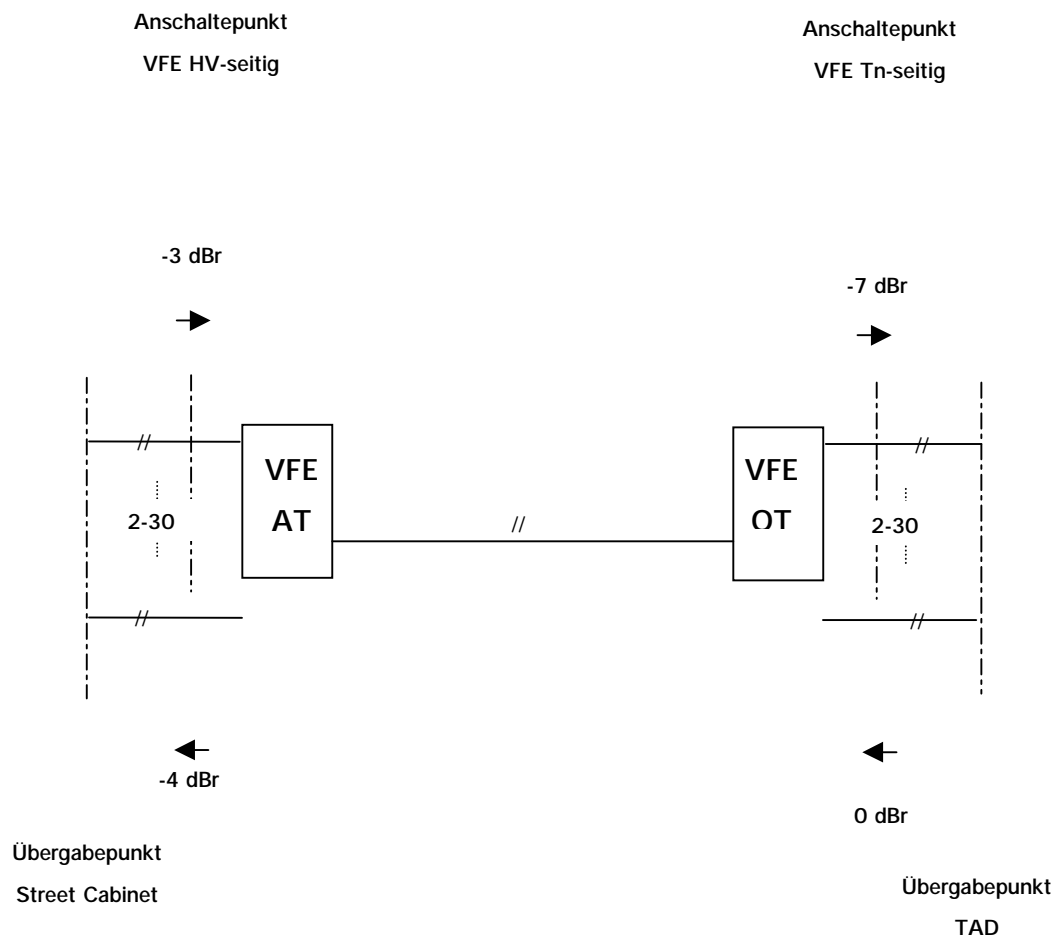 Anschaltepunkt
VFE HV-seitig
Anschaltepunkt
VFE Tn-seitig
-3 dBr
-7 dBr
//
//
VFE
AT
VFE
OT
2-30
//
2-30
//
//
-4 dBr
0 dBr
Übergabepunkt
Street Cabinet
Übergabepunkt
TAD